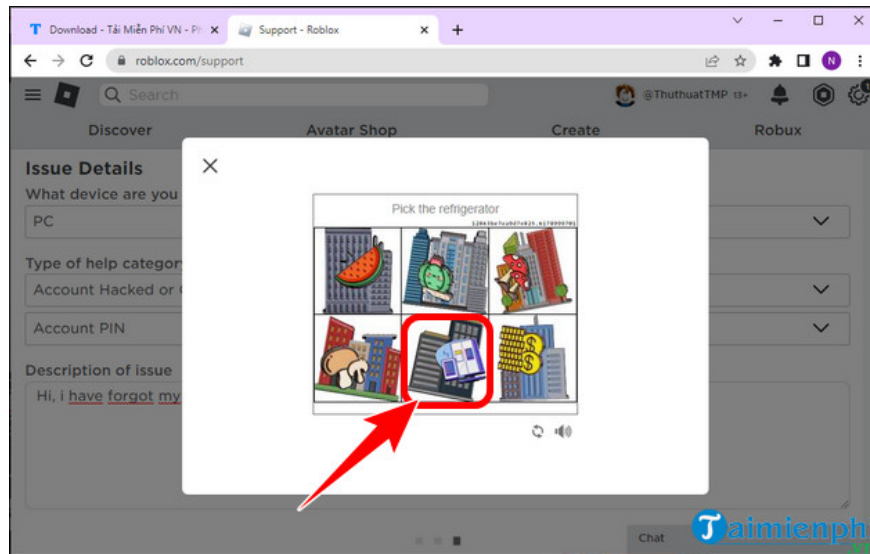 Download - Tải Miễn Phí VN - Ph
Support - Roblox
roblox.com/support
N
Search
@ThuthuatTMP 13+
Discover
Avatar Shop
Create
Robux
Issue Details
What device are you
PC
Type of help categor
Account Hacked or
Account PIN
Description of issue
Hi, i have forgot my
Pick the refrigerator
Chat
Taimienph